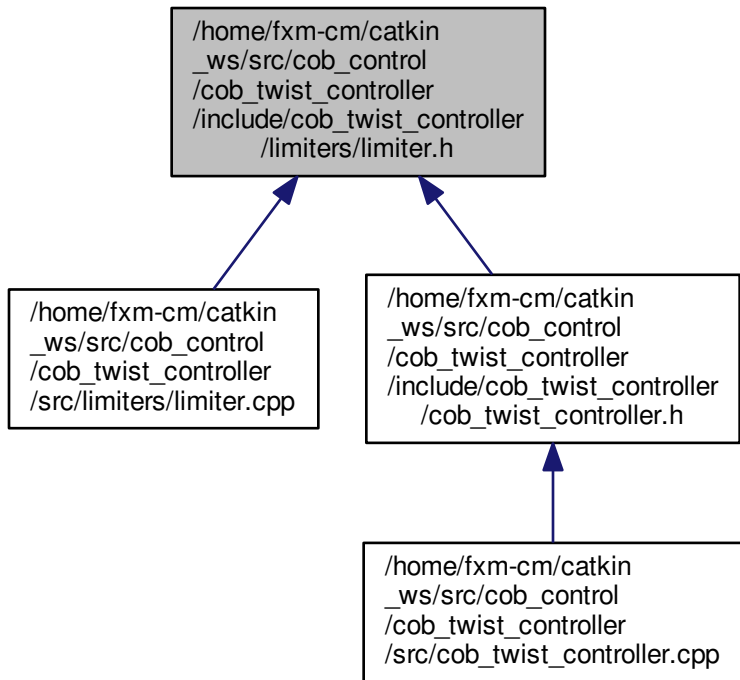 /home/fxm-cm/catkin
_ws/src/cob_control
/cob_twist_controller
/include/cob_twist_controller
/limiters/limiter.h
/home/fxm-cm/catkin
_ws/src/cob_control
/cob_twist_controller
/src/limiters/limiter.cpp
/home/fxm-cm/catkin
_ws/src/cob_control
/cob_twist_controller
/include/cob_twist_controller
/cob_twist_controller.h
/home/fxm-cm/catkin
_ws/src/cob_control
/cob_twist_controller
/src/cob_twist_controller.cpp